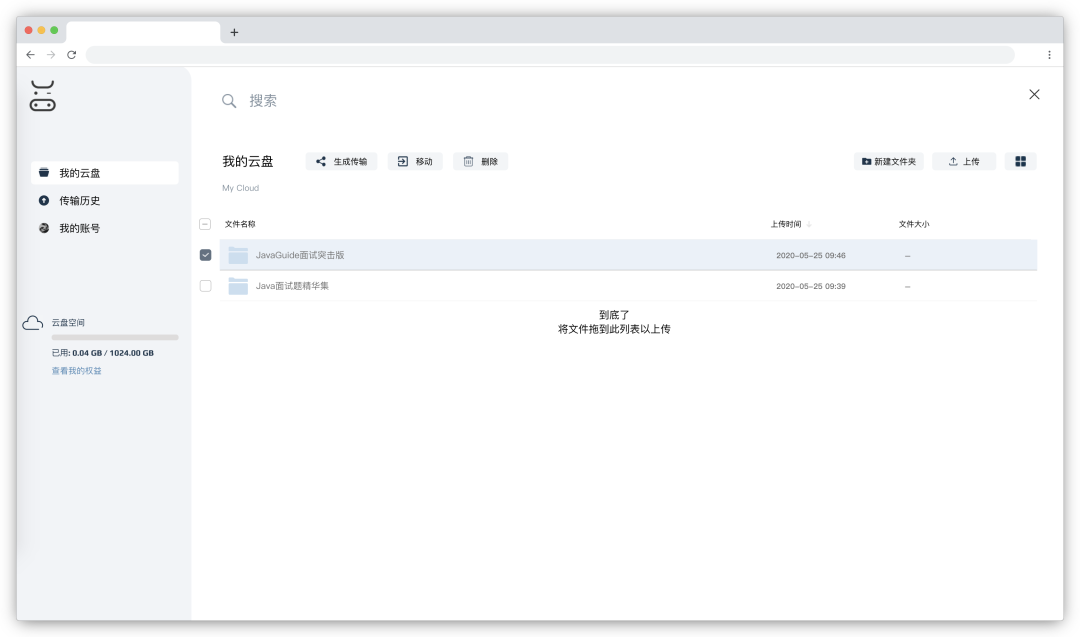 搜索
我的云盘
传输历史
我的账号
云盘空间
已用: 0.04 GB / 1024.00 GB
查看我的权益
我的云盘 生成传输 移动 删除 新建文件夹 上传
My Cloud
文件名称 上传时间 文件大小
JavaGuide面试突击版 2020-05-25 09:46 –
Java面试题精华集 2020-05-25 09:39 –
到底了
将文件拖到此列表以上传